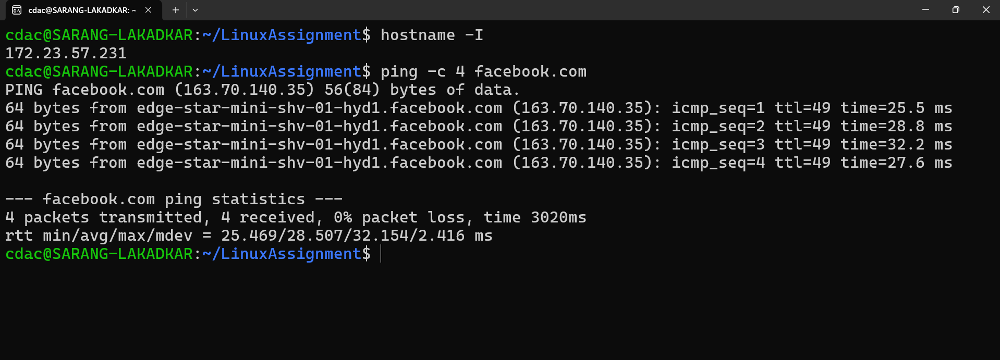 cdac@SARANG-LAKADKAR: ~
cdac@SARANG-LAKADKAR:~/LinuxAssignment$ hostname -I
172.23.57.231
cdac@SARANG-LAKADKAR:~/LinuxAssignment$ ping -c 4 facebook.com
PING facebook.com (163.70.140.35) 56(84) bytes of data.
64 bytes from edge-star-mini-shv-01-hyd1.facebook.com (163.70.140.35): icmp_seq=1 ttl=49 time=25.5 ms
64 bytes from edge-star-mini-shv-01-hyd1.facebook.com (163.70.140.35): icmp_seq=2 ttl=49 time=28.8 ms
64 bytes from edge-star-mini-shv-01-hyd1.facebook.com (163.70.140.35): icmp_seq=3 ttl=49 time=32.2 ms
64 bytes from edge-star-mini-shv-01-hyd1.facebook.com (163.70.140.35): icmp_seq=4 ttl=49 time=27.6 ms
--- facebook.com ping statistics ---
4 packets transmitted, 4 received, 0% packet loss, time 3020ms
rtt min/avg/max/mdev = 25.469/28.507/32.154/2.416 ms
cdac@SARANG-LAKADKAR:~/LinuxAssignment$